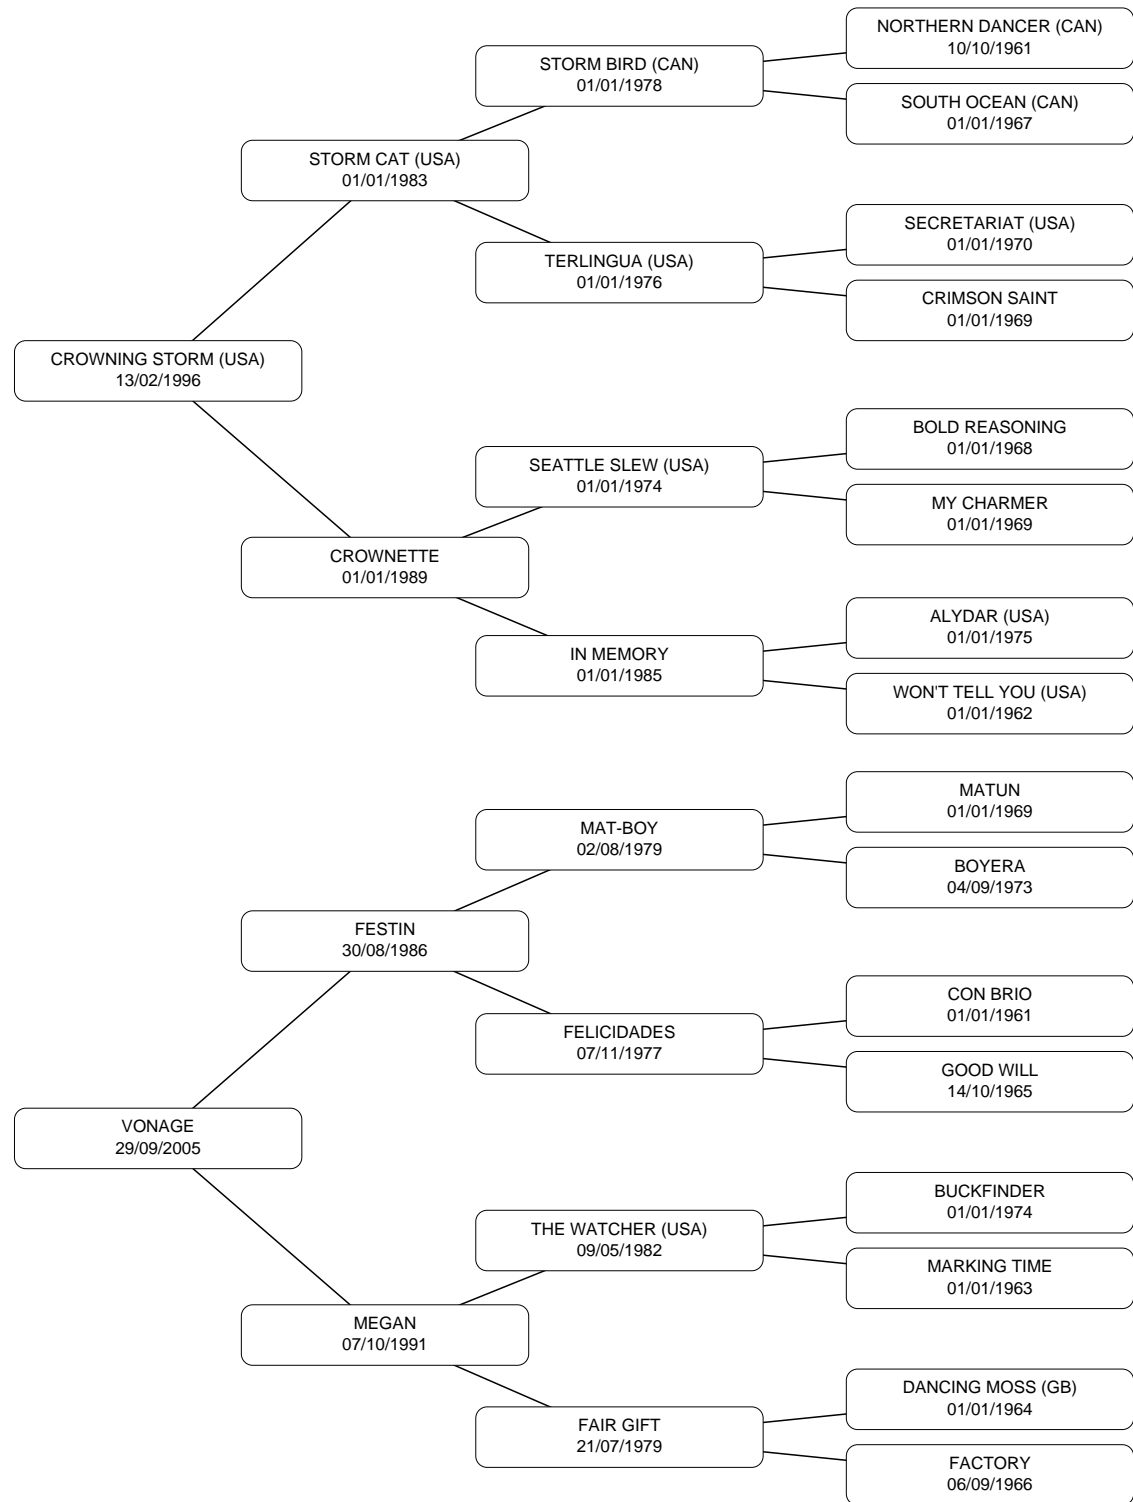 NORTHERN DANCER (CAN)
10/10/1961
STORM BIRD (CAN)
01/01/1978
SOUTH OCEAN (CAN)
01/01/1967
STORM CAT (USA)
01/01/1983
SECRETARIAT (USA)
01/01/1970
TERLINGUA (USA)
01/01/1976
CRIMSON SAINT
01/01/1969
CROWNING STORM (USA)
13/02/1996
BOLD REASONING
01/01/1968
SEATTLE SLEW (USA)
01/01/1974
MY CHARMER
01/01/1969
CROWNETTE
01/01/1989
ALYDAR (USA)
01/01/1975
IN MEMORY
01/01/1985
WON'T TELL YOU (USA)
01/01/1962
MATUN
01/01/1969
MAT-BOY
02/08/1979
BOYERA
04/09/1973
FESTIN
30/08/1986
CON BRIO
01/01/1961
FELICIDADES
07/11/1977
GOOD WILL
14/10/1965
VONAGE
29/09/2005
BUCKFINDER
01/01/1974
THE WATCHER (USA)
09/05/1982
MARKING TIME
01/01/1963
MEGAN
07/10/1991
DANCING MOSS (GB)
01/01/1964
FAIR GIFT
21/07/1979
FACTORY
06/09/1966